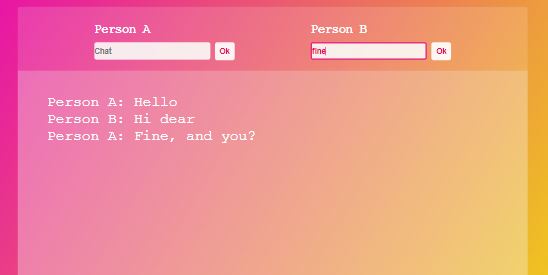 Person A Person B
Chat Ok fine Ok
Person A: Hello
Person B: Hi dear
Person A: Fine, and you?